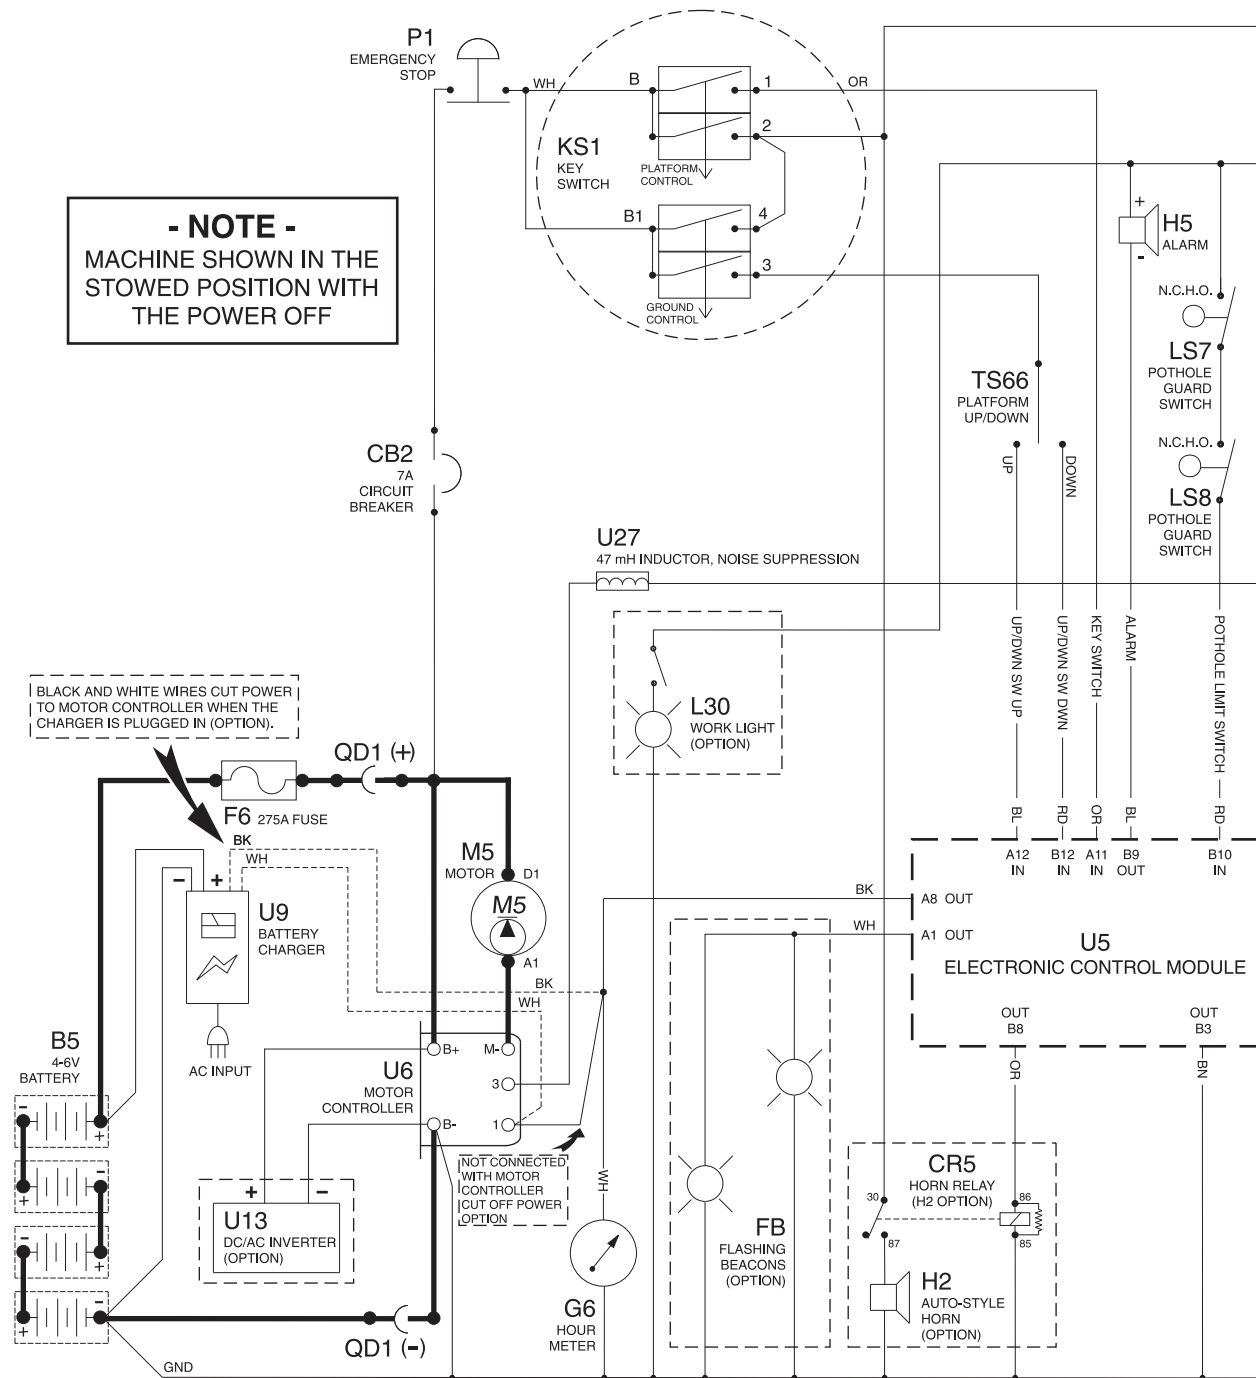 P1
EMERGENCY
STOP
WH
B
1
OR
2
KS1
KEY
SWITCH
PLATFORM
CONTROL
B1
4
3
GROUND
CONTROL
- NOTE -
MACHINE SHOWN IN THE
STOWED POSITION WITH
THE POWER OFF
+
H5
ALARM
-
N.C.H.O.
LS7
POTHOLE
GUARD
SWITCH
TS66
PLATFORM
UP/DOWN
UP
DOWN
N.C.H.O.
LS8
POTHOLE
GUARD
SWITCH
CB2
7A
CIRCUIT
BREAKER
U27
47 mH INDUCTOR, NOISE SUPPRESSION
UP/DWN SW UP
UP/DWN SW DWN
KEY SWITCH
ALARM
POTHOLE LIMIT SWITCH
L30
WORK LIGHT
(OPTION)
BLACK AND WHITE WIRES CUT POWER
TO MOTOR CONTROLLER WHEN THE
CHARGER IS PLUGGED IN (OPTION).
QD1 (+)
F6 275A FUSE
BK
WH
- +
U9
BATTERY
CHARGER
AC INPUT
M5
MOTOR
D1
M5
A1
BK
WH
BL
RD
OR
BL
RD
A12
IN
B12
IN
A11
IN
B9
OUT
B10
IN
BK
A8 OUT
WH
A1 OUT
U5
ELECTRONIC CONTROL MODULE
OUT
B8
OUT
B3
OR
BN
B5
4-6V
BATTERY
- +
+ -
- +
+ -
U6
MOTOR
CONTROLLER
B+
M-
3
B-
1
NOT CONNECTED
WITH MOTOR
CONTROLLER
CUT OFF POWER
OPTION
WH
+ -
U13
DC/AC INVERTER
(OPTION)
QD1 (-)
GND
G6
HOUR
METER
FB
FLASHING
BEACONS
(OPTION)
CR5
HORN RELAY
(H2 OPTION)
30
87
86
85
H2
AUTO-STYLE
HORN
(OPTION)